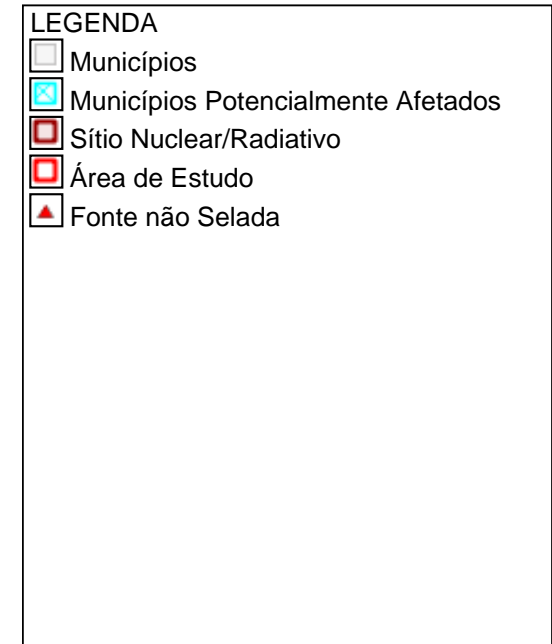 LEGENDA
Municípios
Municípios Potencialmente Afetados
Sítio Nuclear/Radiativo
Área de Estudo
Fonte não Selada